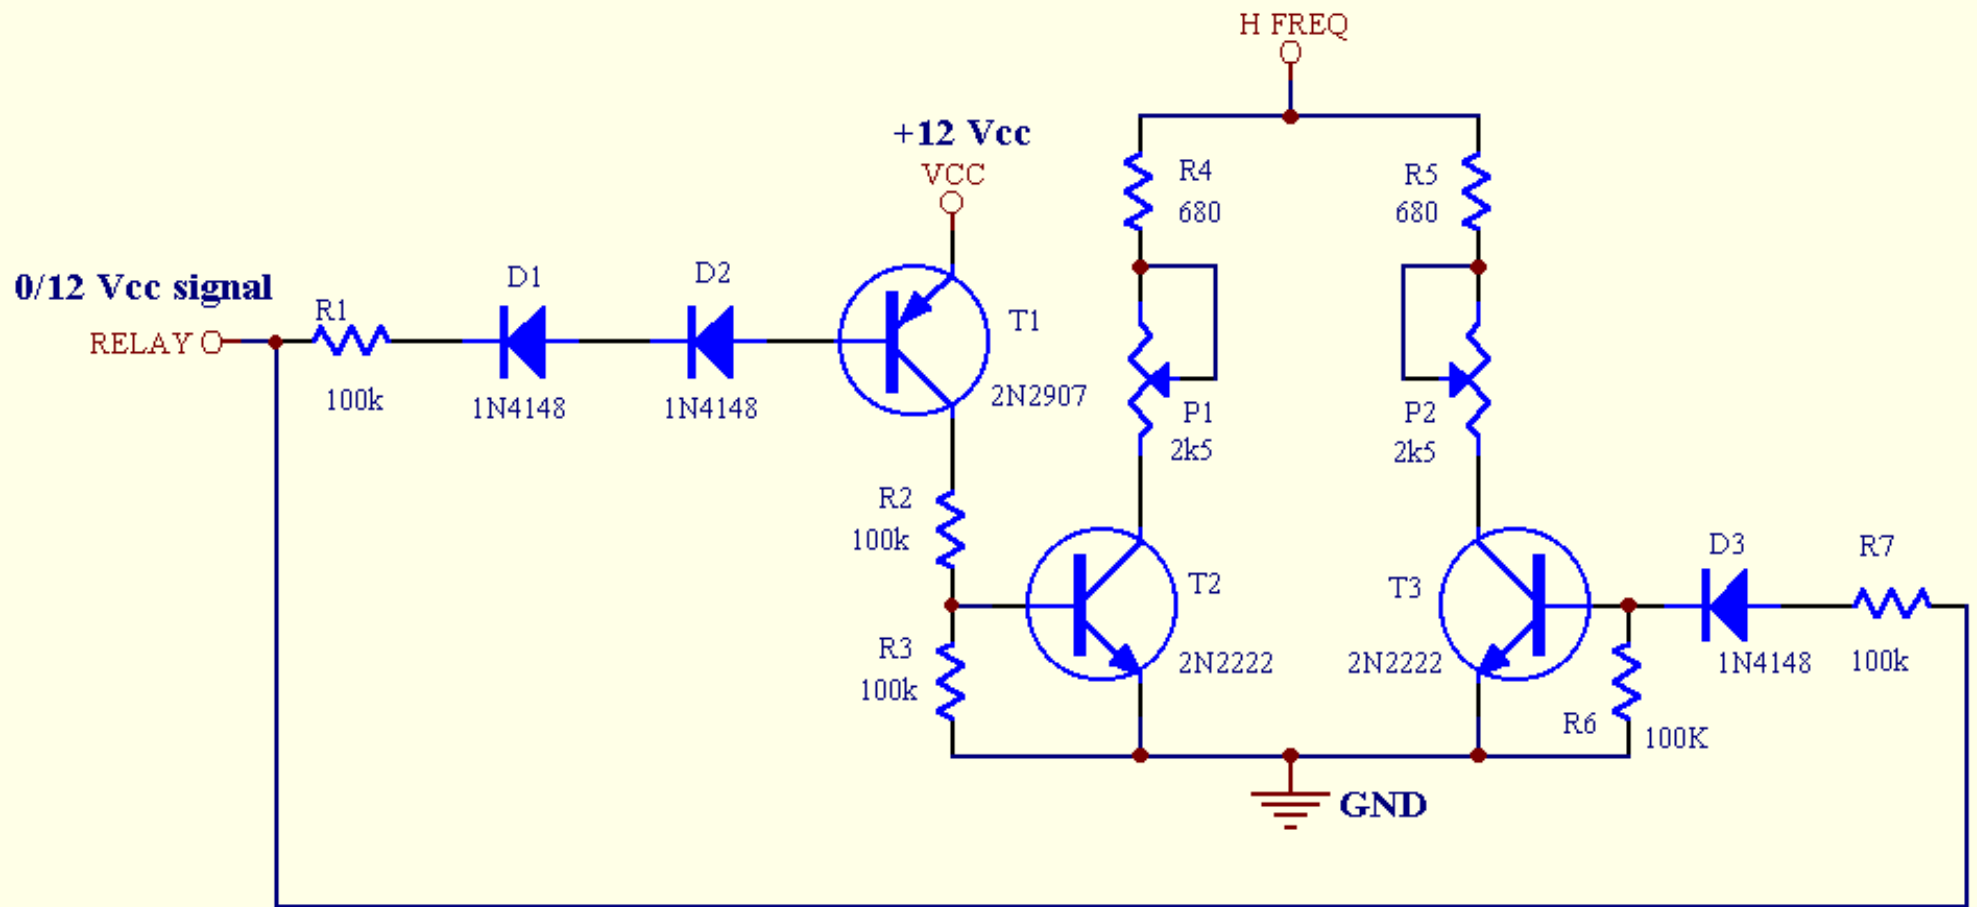 H FREQ
+12 Vcc
VCC
R4
680
R5
680
0/12 Vcc signal
RELAY
R1
100k
D1
1N4148
D2
1N4148
T1
2N2907
P1
2k5
P2
2k5
R2
100k
T2
2N2222
T3
2N2222
D3
1N4148
R7
100k
R3
100k
R6
100K
GND